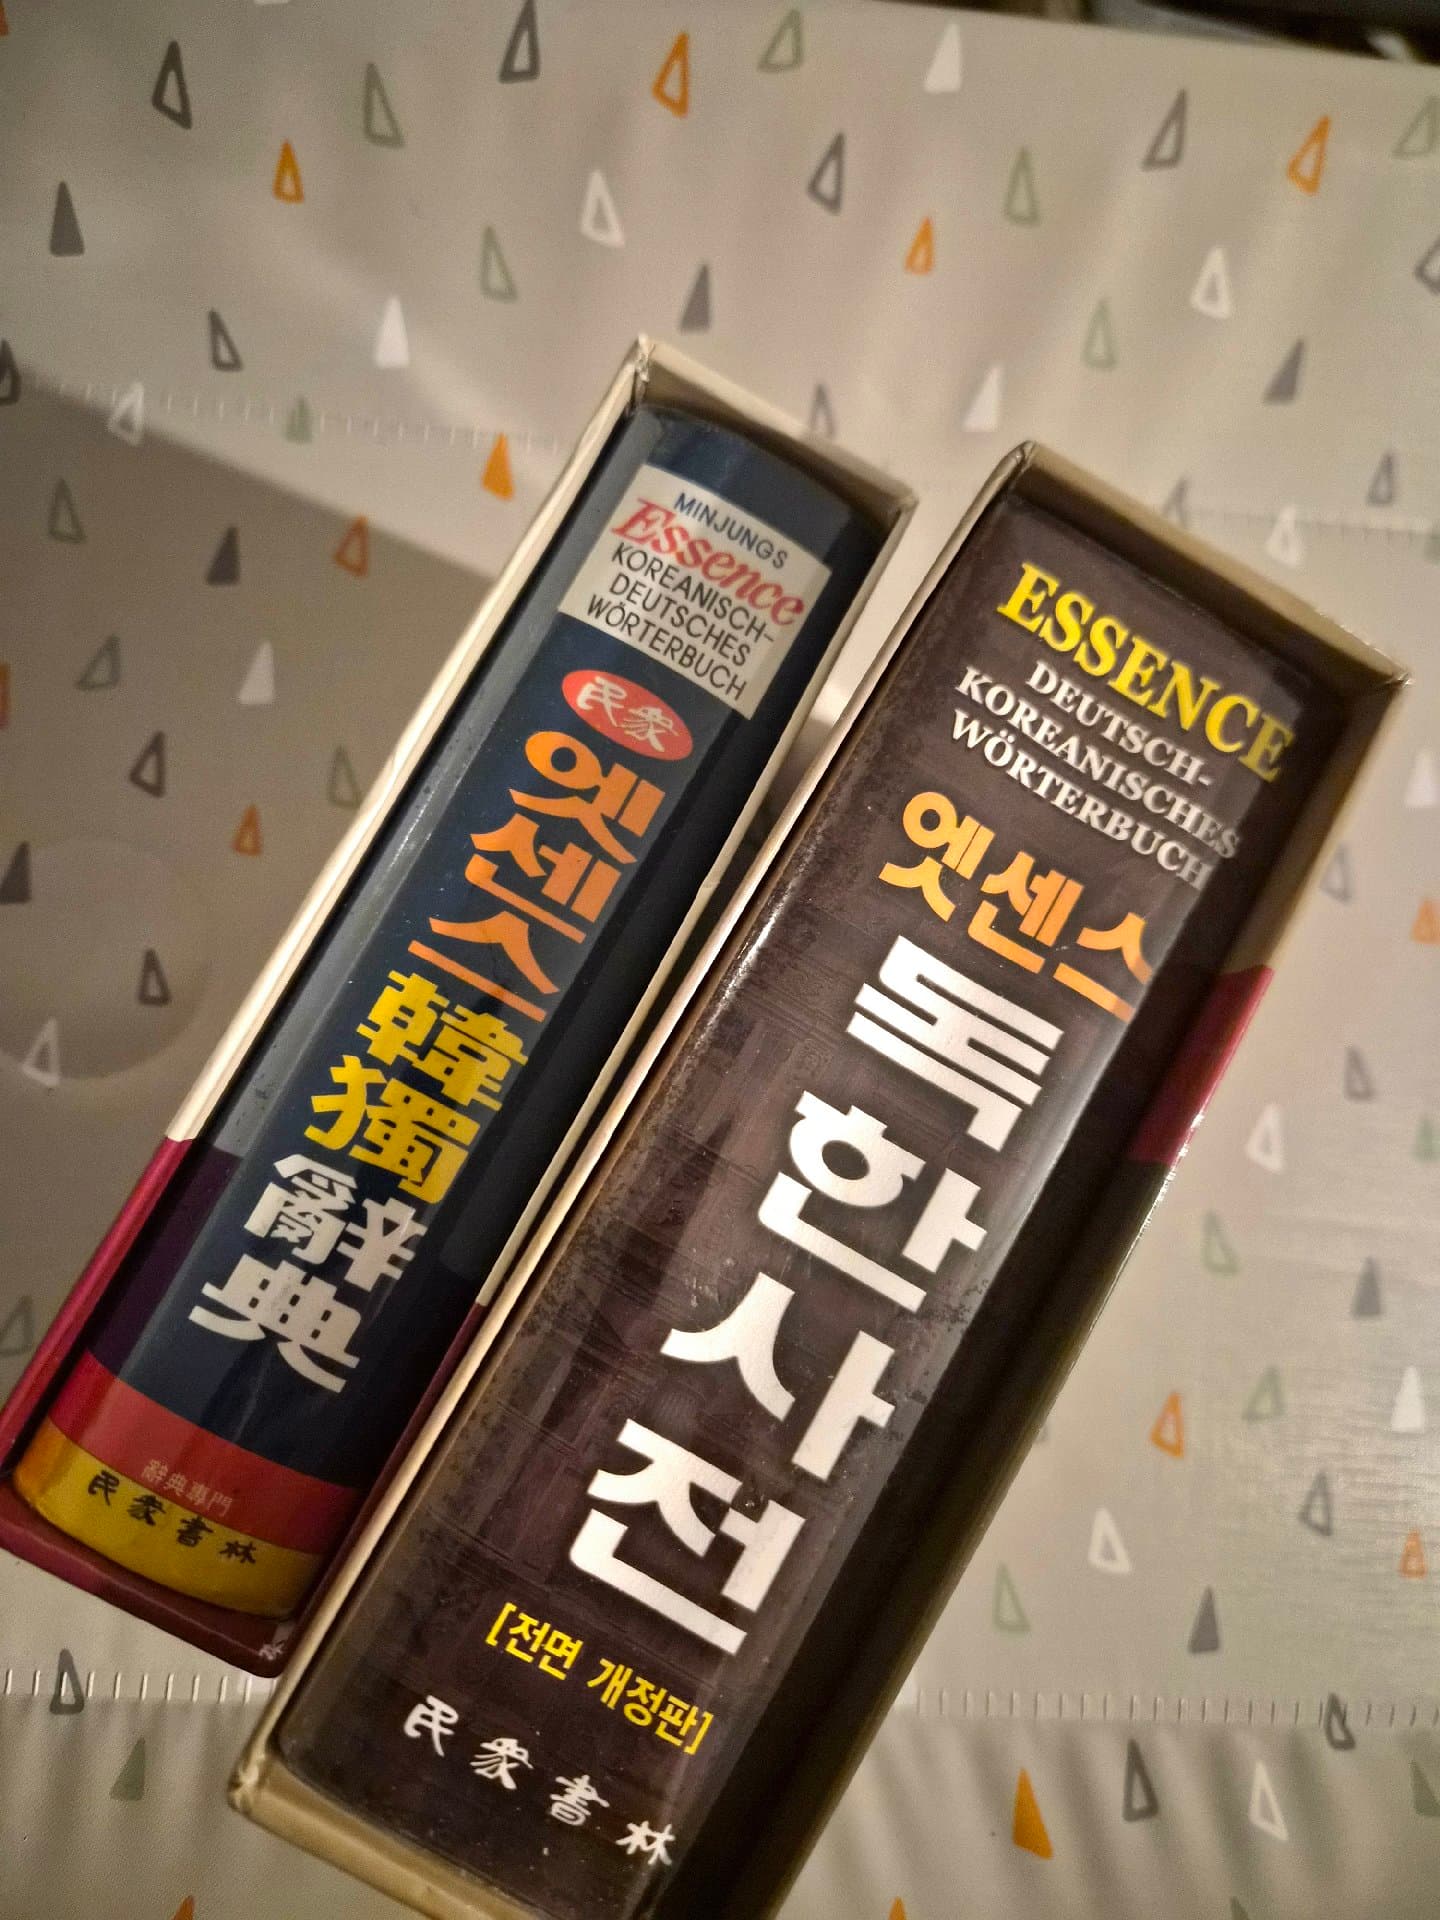 MINJUNGS
Essence
KOREANISCH-
DEUTSCHES
WÖRTERBUCH
民衆
엣센스
韓獨
辭典
辭典專門
民衆書林
ESSENCE
DEUTSCH-
KOREANISCHES
WÖRTERBUCH
엣센스
독한사전
[전면 개정판]
民衆書林